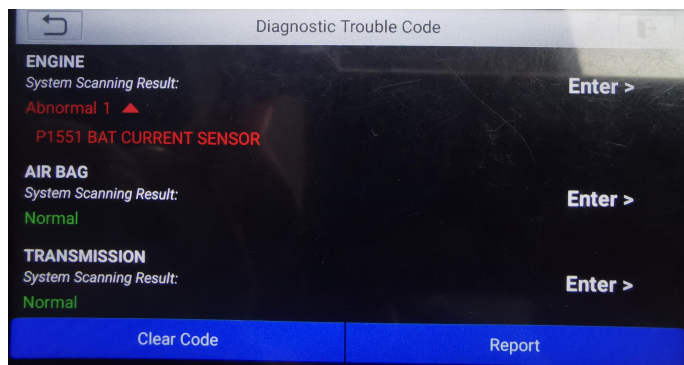 Diagnostic Trouble Code
ENGINE
System Scanning Result:
Enter >
Abnormal 1
P1551 BAT CURRENT SENSOR
AIR BAG
System Scanning Result:
Enter >
Normal
TRANSMISSION
System Scanning Result:
Enter >
Normal
Clear Code
Report